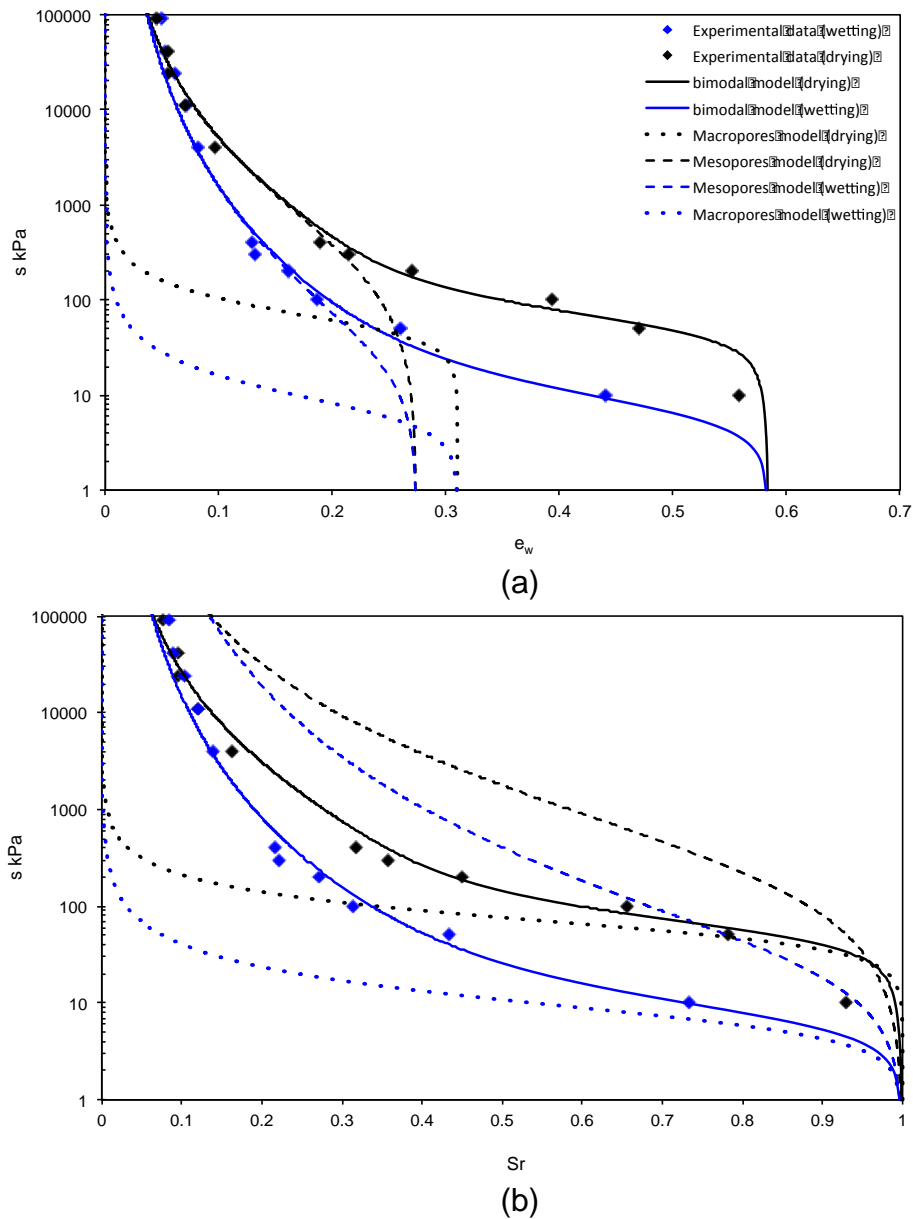 100000
10000
1000
100
10
1
s kPa
Experimental data (wetting)
Experimental data (drying)
bimodal model (drying)
bimodal model (wetting)
Macropores model (drying)
Mesopores model (drying)
Mesopores model (wetting)
Macropores model (wetting)
0 0.1 0.2 0.3 0.4 0.5 0.6 0.7
e_w
(a)
100000
10000
1000
100
10
1
s kPa
0 0.1 0.2 0.3 0.4 0.5 0.6 0.7 0.8 0.9 1
Sr
(b)